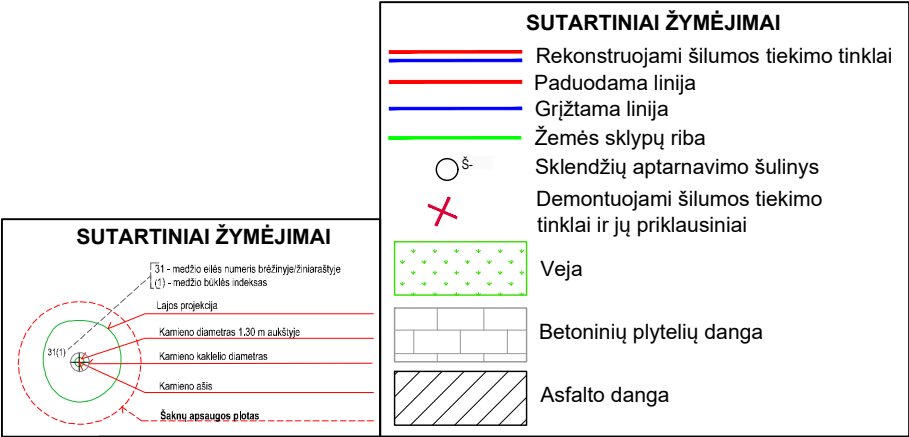 SUTARTINIAI ŽYMĖJIMAI
Rekonstruojami šilumos tiekimo tinklai
Paduodama linija
Grįžtama linija
Žemės sklypų riba
Š-
Sklendžių aptarnavimo šulinys
Demontuojami šilumos tiekimo
tinklai ir jų priklausiniai
Veja
Betoninių plytelių danga
Asfalto danga
SUTARTINIAI ŽYMĖJIMAI
31 - medžio eilės numeris brėžinyje/žiniaraštyje
(1) - medžio būklės indeksas
Lajos projekcija
Kamieno diametras 1.30 m aukštyje
31(1)
Kamieno kaklelio diametras
Kamieno ašis
Šaknų apsaugos plotas